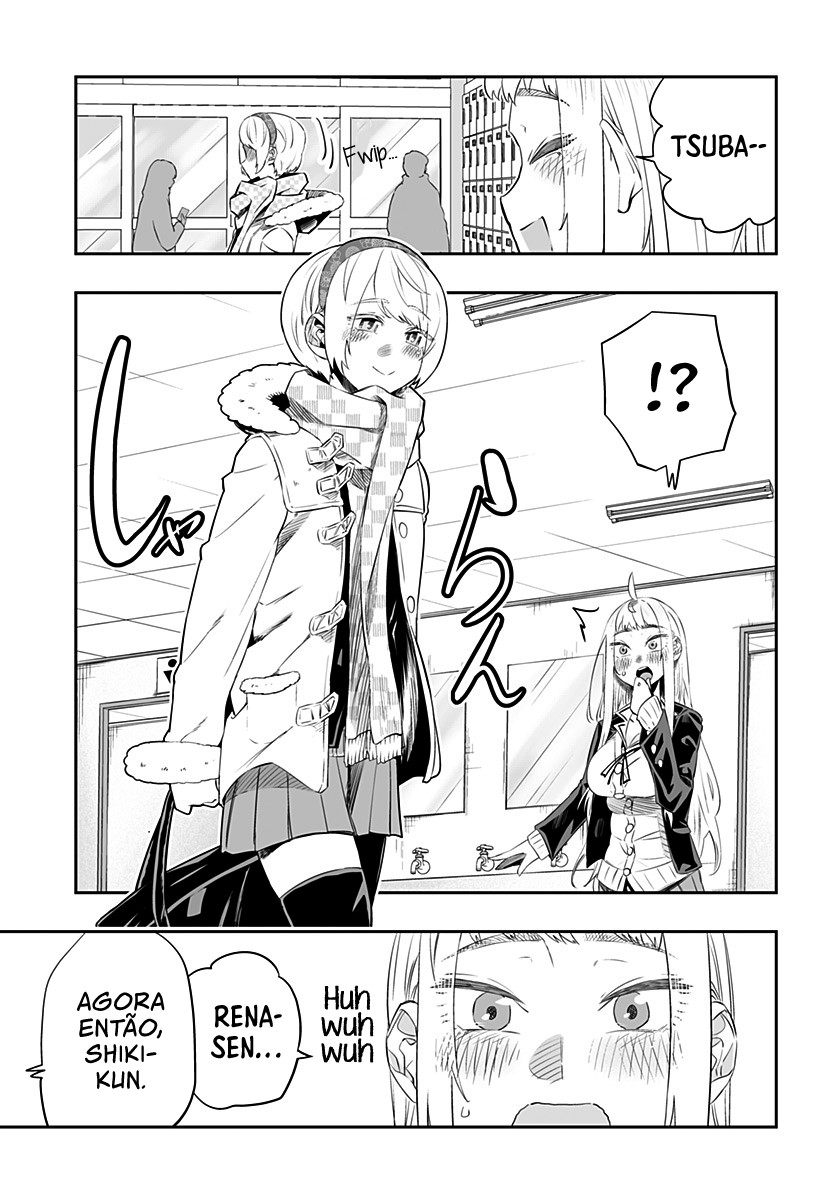 TSUBA--
Fwip...
!?
らん
しゃ
Huh
wuh
wuh
RENA-
SEN...
AGORA
ENTÃO,
SHIKI-
KUN.